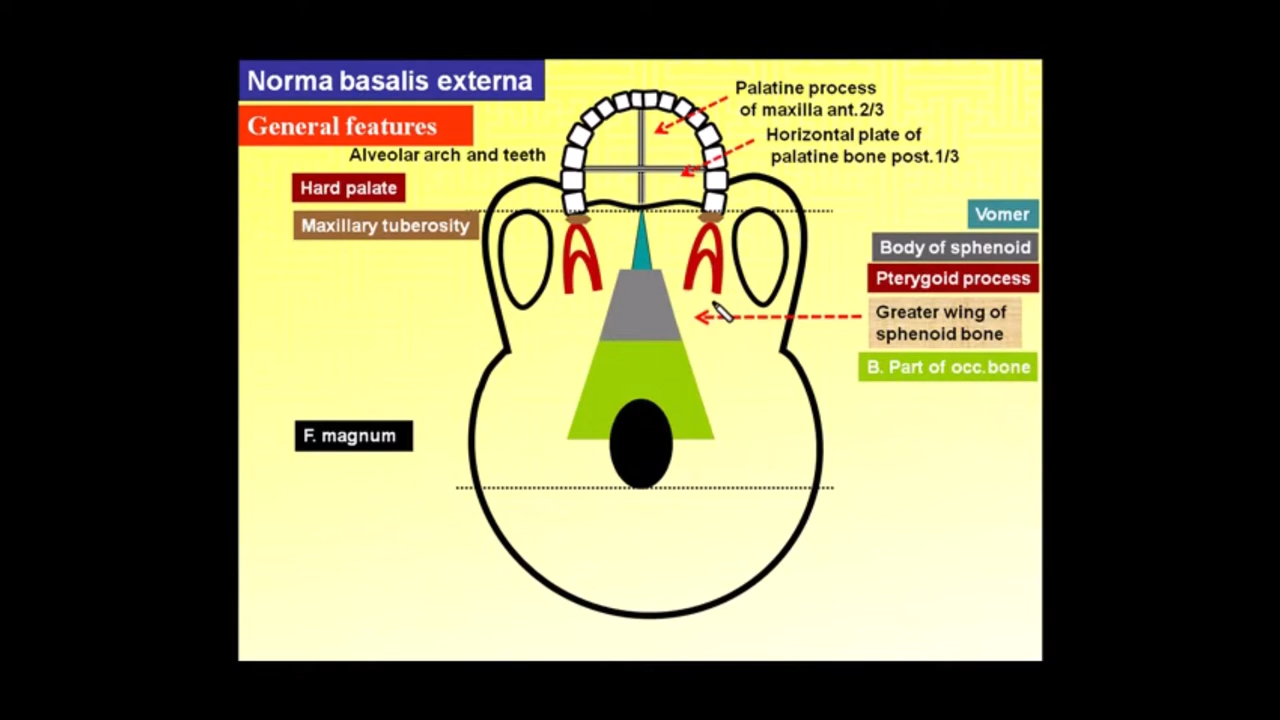 Norma basalis externa
General features
Alveolar arch and teeth
Hard palate
Maxillary tuberosity
F. magnum
Palatine process
of maxilla ant.2/3
Horizontal plate of
palatine bone post.1/3
Vomer
Body of sphenoid
Pterygoid process
Greater wing of
sphenoid bone
B. Part of occ.bone